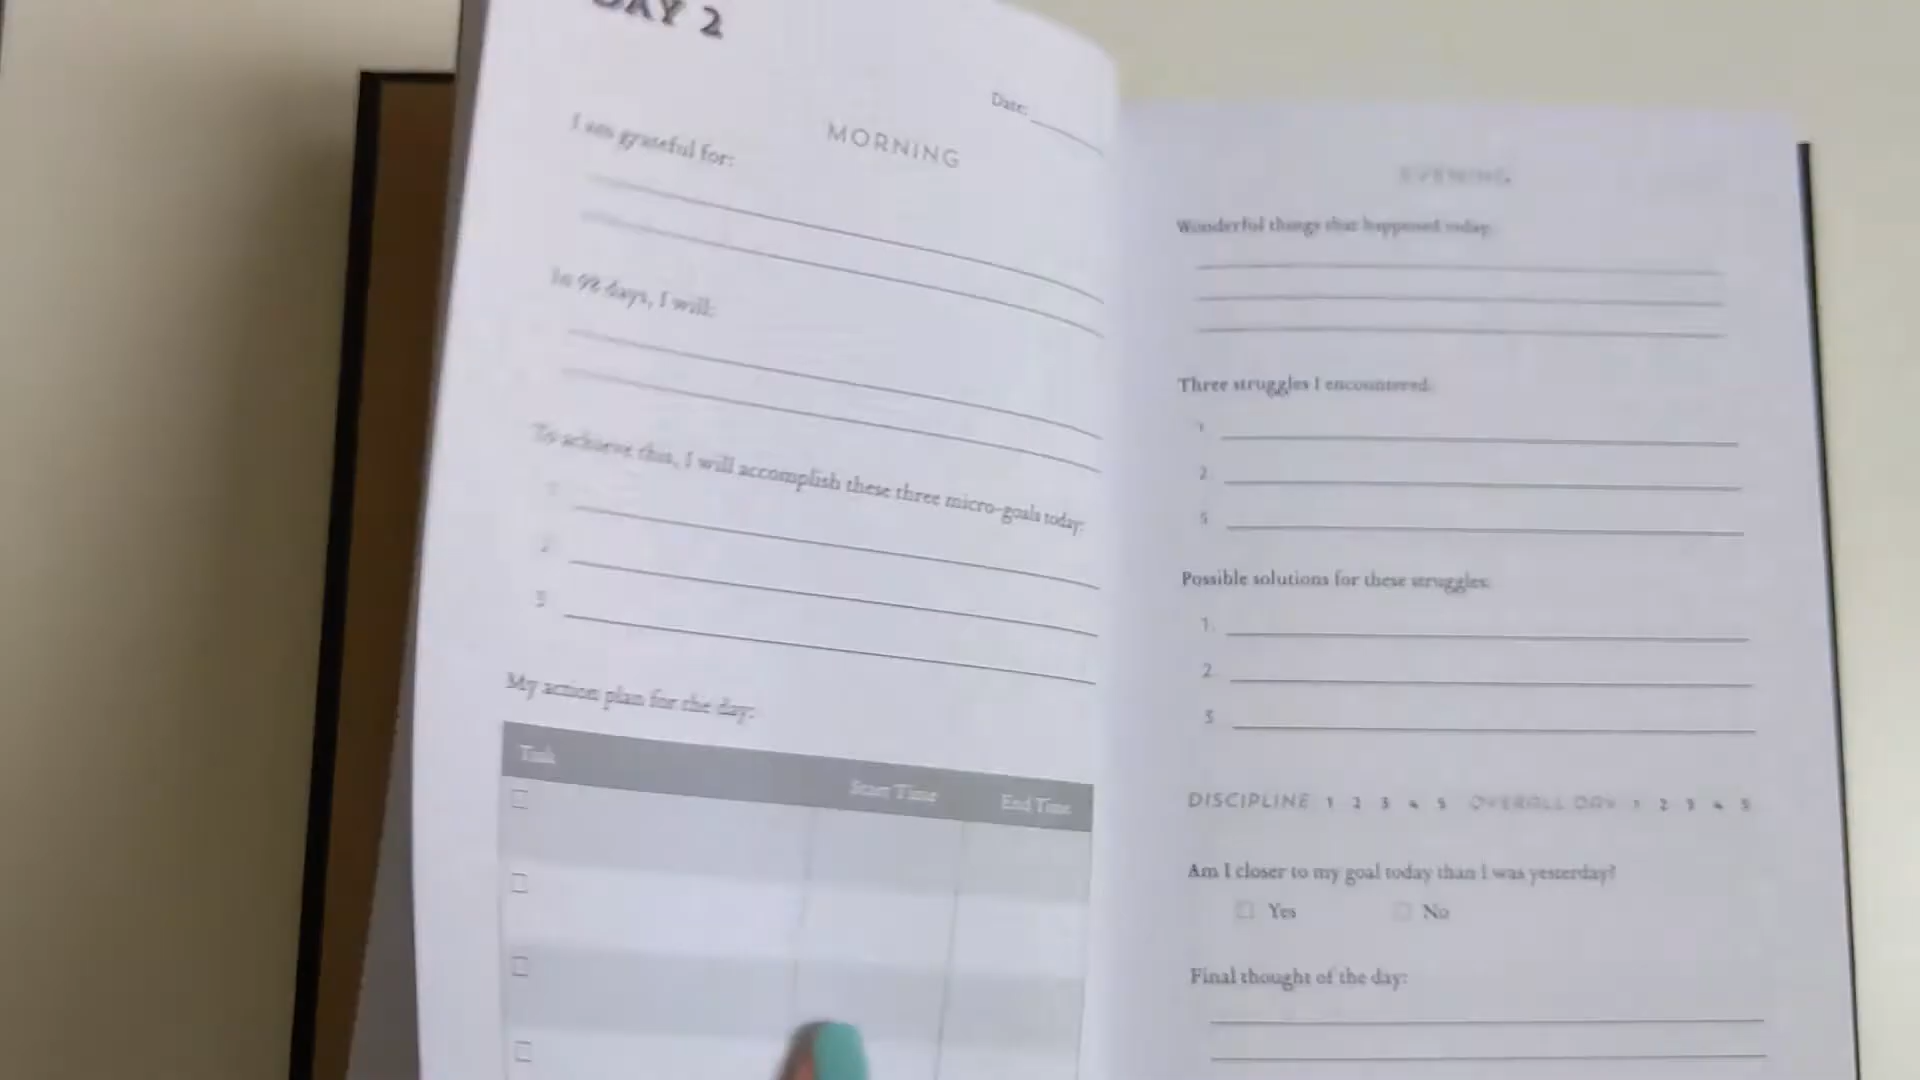 DAY 2
Date:
MORNING
I am grateful for:
In 98 days, I will:
To achieve this, I will accomplish these three micro-goals today:
1
2
3
My action plan for the day:
Task Start Time End Time
EVENING
Wonderful things that happened today:
Three struggles I encountered:
1
2.
3
Possible solutions for these struggles:
1.
2.
3
DISCIPLINE 1 2 3 4 5 OVERALL DAY 1 2 3 4 5
Am I closer to my goal today than I was yesterday?
Yes No
Final thought of the day: